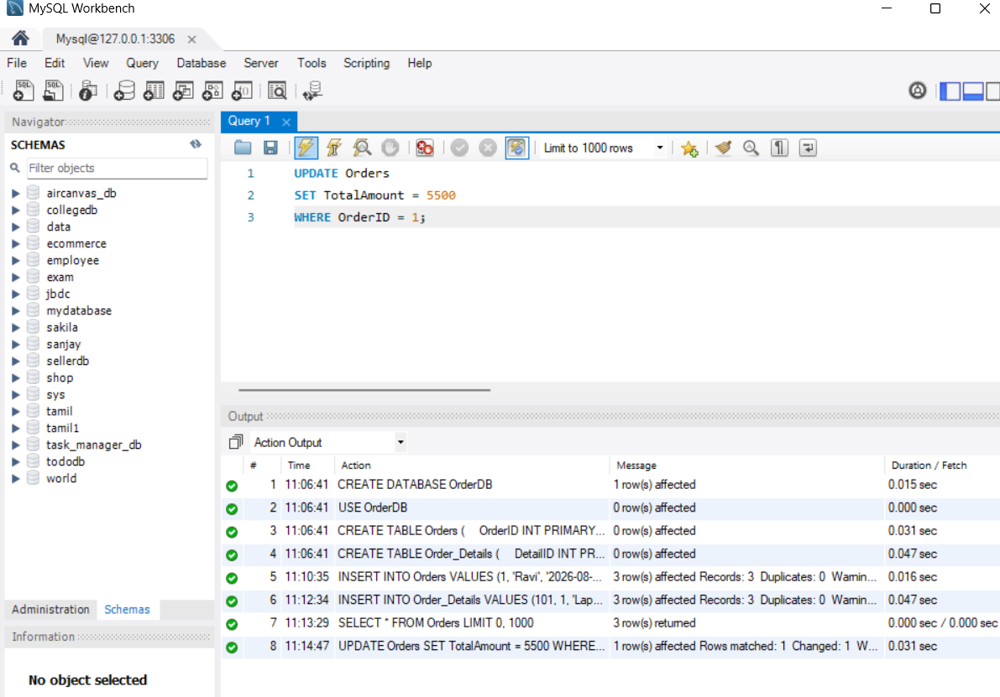 MySQL Workbench
Mysql@127.0.0.1:3306
File Edit View Query Database Server Tools Scripting Help
Navigator
SCHEMAS
Filter objects
aircanvas_db
collegedb
data
ecommerce
employee
exam
jbdc
mydatabase
sakila
sanjay
sellerdb
shop
sys
tamil
tamil1
task_manager_db
tododb
world
Administration Schemas
Information
No object selected
Query 1
Limit to 1000 rows
1 UPDATE Orders
2 SET TotalAmount = 5500
3 WHERE OrderID = 1;
Output
Action Output
# Time Action Message Duration / Fetch
1 11:06:41 CREATE DATABASE OrderDB 1 row(s) affected 0.015 sec
2 11:06:41 USE OrderDB 0 row(s) affected 0.000 sec
3 11:06:41 CREATE TABLE Orders ( OrderID INT PRIMARY... 0 row(s) affected 0.031 sec
4 11:06:41 CREATE TABLE Order_Details ( DetailID INT PR... 0 row(s) affected 0.047 sec
5 11:10:35 INSERT INTO Orders VALUES (1, 'Ravi', '2026-08-... 3 row(s) affected Records: 3 Duplicates: 0 Warnin... 0.016 sec
6 11:12:34 INSERT INTO Order_Details VALUES (101, 1, 'Lap... 3 row(s) affected Records: 3 Duplicates: 0 Warnin... 0.047 sec
7 11:13:29 SELECT * FROM Orders LIMIT 0, 1000 3 row(s) returned 0.000 sec / 0.000 sec
8 11:14:47 UPDATE Orders SET TotalAmount = 5500 WHERE... 1 row(s) affected Rows matched: 1 Changed: 1 W... 0.031 sec